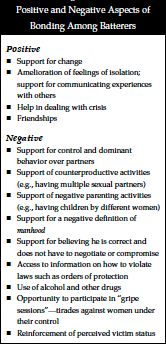 Positive and Negative Aspects of
Bonding Among Batterers
Positive
■ Support for change
■ Amelioration of feelings of isolation;
support for communicating experiences
with others
■ Help in dealing with crisis
■ Friendships
Negative
■ Support for control and dominant
behavior over partners
■ Support of counterproductive activities
(e.g., having multiple sexual partners)
■ Support of negative parenting activities
(e.g., having children by different women)
■ Support for a negative definition of
manhood
■ Support for believing he is correct and
does not have to negotiate or compromise
■ Access to information on how to violate
laws such as orders of protection
■ Use of alcohol and other drugs
■ Opportunity to participate in “gripe
sessions”—tirades against women under
their control
■ Reinforcement of perceived victim status